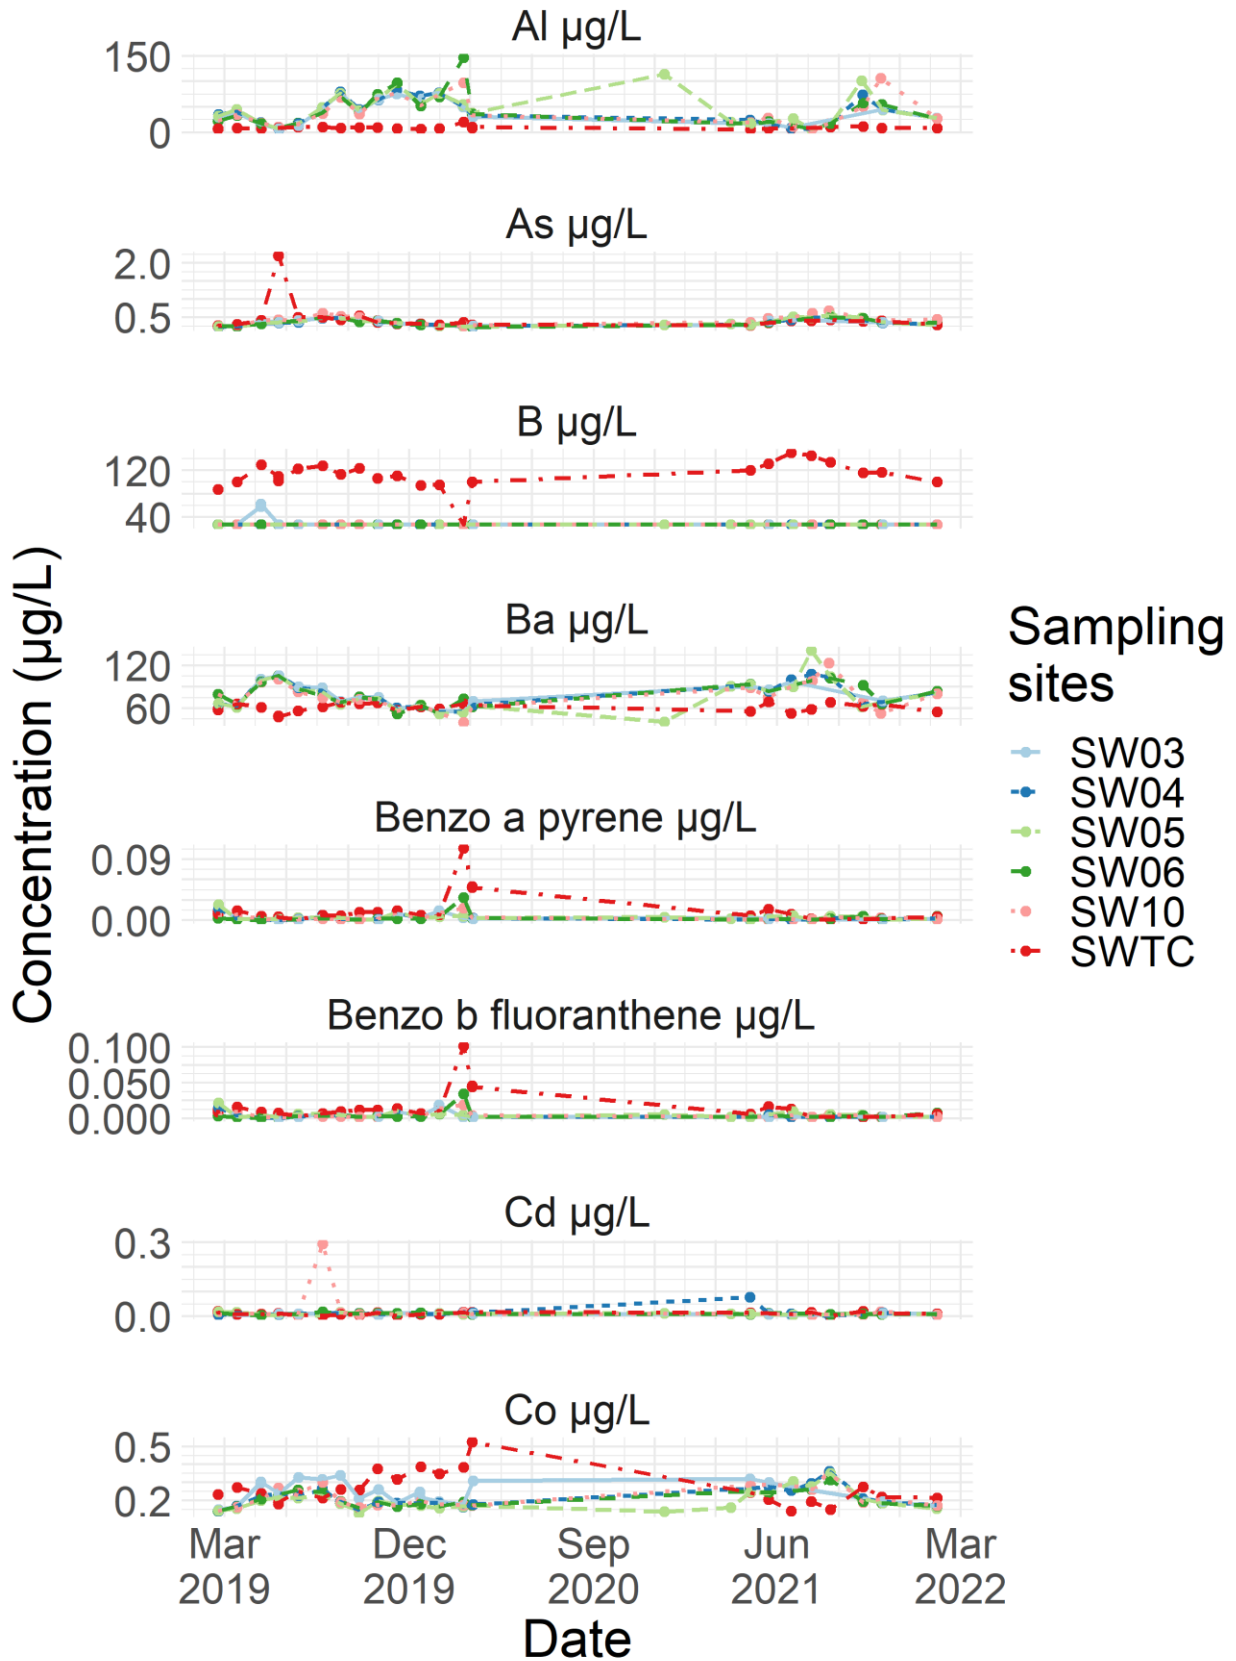 Al µg/L
150
0
As µg/L
2.0
0.5
B µg/L
120
40
Ba µg/L
120
60
Benzo a pyrene µg/L
0.09
0.00
Benzo b fluoranthene µg/L
0.100
0.050
0.000
Cd µg/L
0.3
0.0
Co µg/L
0.5
0.2
Mar
2019
Dec
2019
Sep
2020
Jun
2021
Mar
2022
Date
Concentration (µg/L)
Sampling
sites
SW03
SW04
SW05
SW06
SW10
SWTC